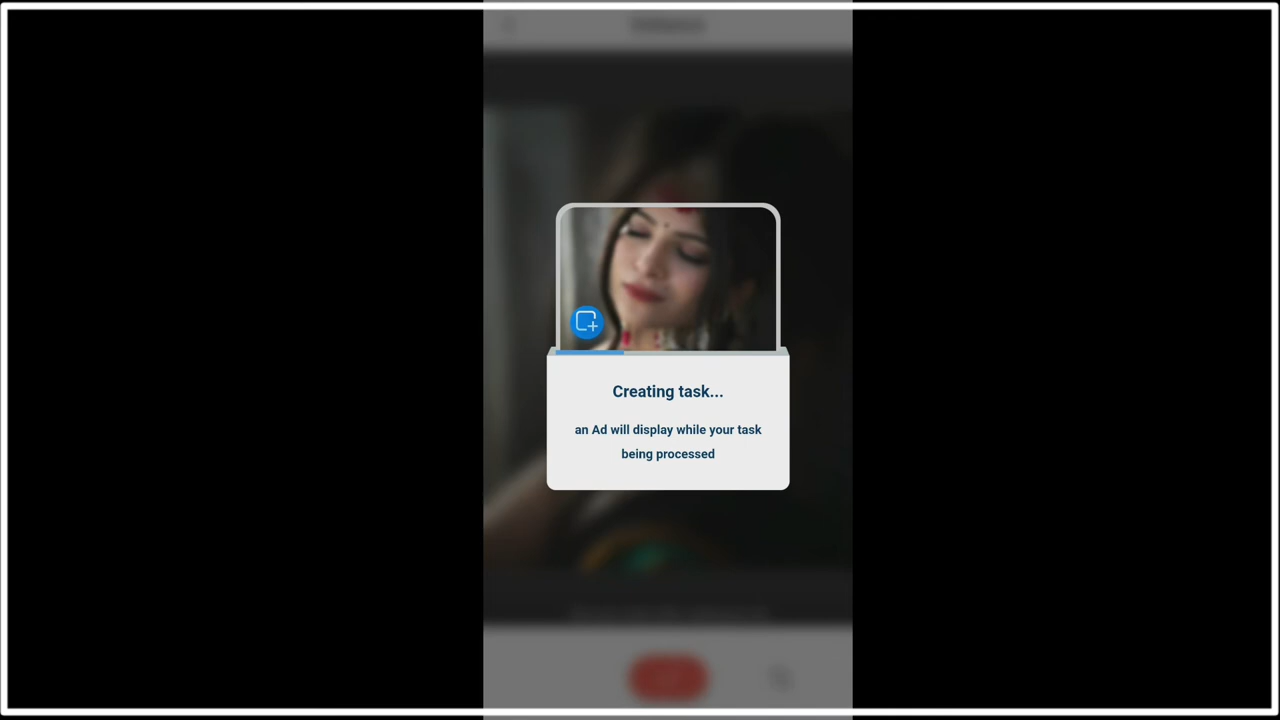 Creating task...
an Ad will display while your task
being processed